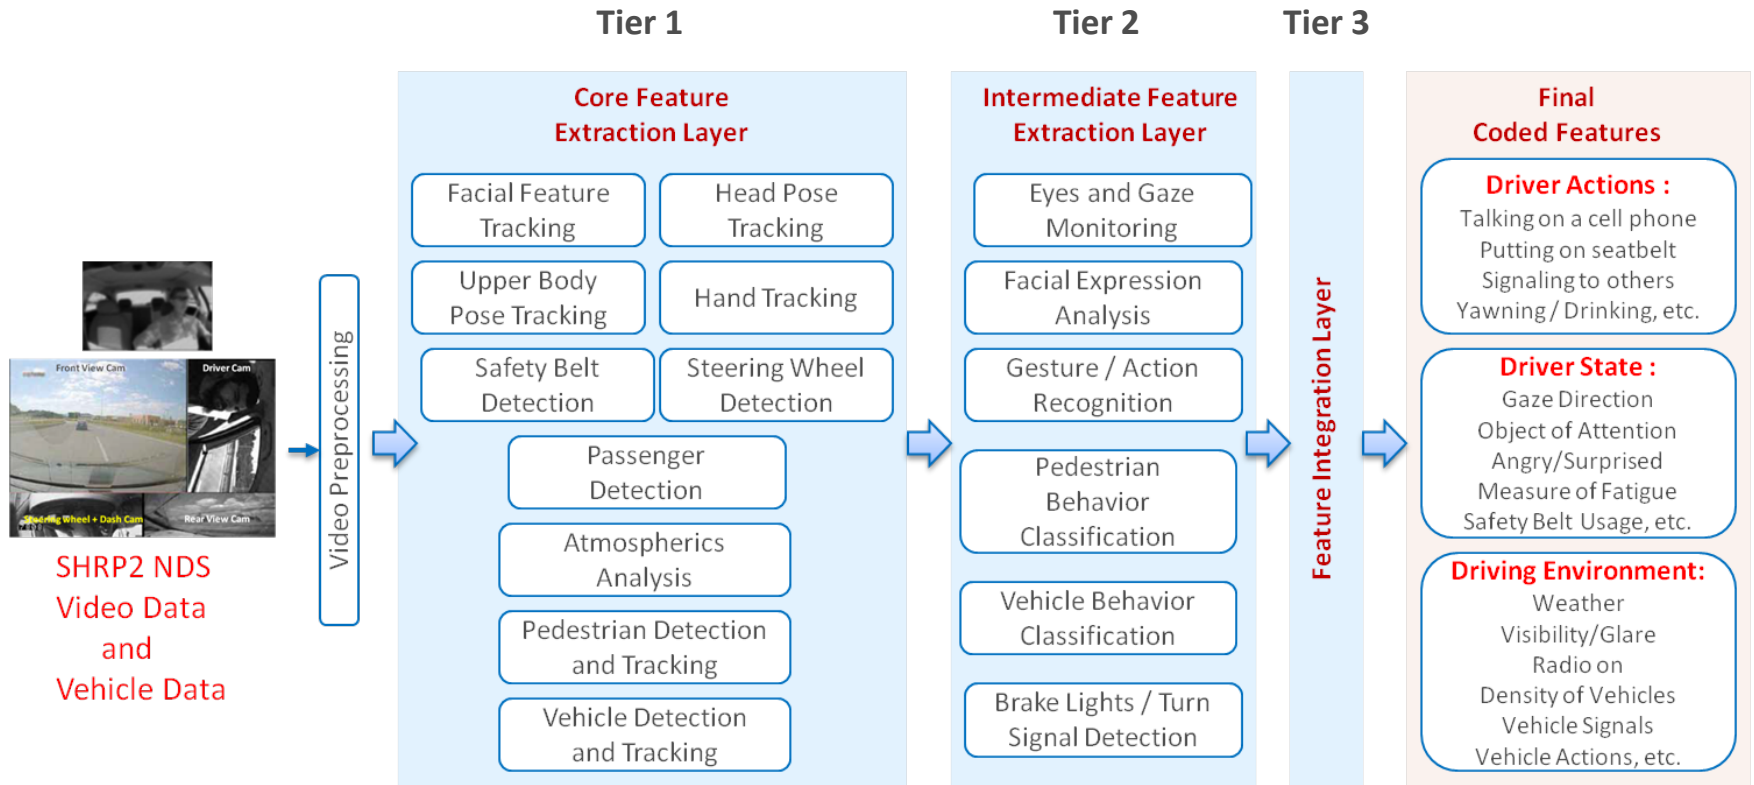 Tier 1
Tier 2
Tier 3
Front View Cam
Driver Cam
Steering Wheel + Dash Cam
Rear View Cam
SHRP2 NDS
Video Data
and
Vehicle Data
Video Preprocessing
Core Feature
Extraction Layer
Facial Feature
Tracking
Head Pose
Tracking
Upper Body
Pose Tracking
Hand Tracking
Safety Belt
Detection
Steering Wheel
Detection
Passenger
Detection
Atmospherics
Analysis
Pedestrian Detection
and Tracking
Vehicle Detection
and Tracking
Intermediate Feature
Extraction Layer
Eyes and Gaze
Monitoring
Facial Expression
Analysis
Gesture / Action
Recognition
Pedestrian
Behavior
Classification
Vehicle Behavior
Classification
Brake Lights / Turn
Signal Detection
Feature Integration Layer
Final
Coded Features
Driver Actions :
Talking on a cell phone
Putting on seatbelt
Signaling to others
Yawning / Drinking, etc.
Driver State :
Gaze Direction
Object of Attention
Angry/Surprised
Measure of Fatigue
Safety Belt Usage, etc.
Driving Environment:
Weather
Visibility/Glare
Radio on
Density of Vehicles
Vehicle Signals
Vehicle Actions, etc.